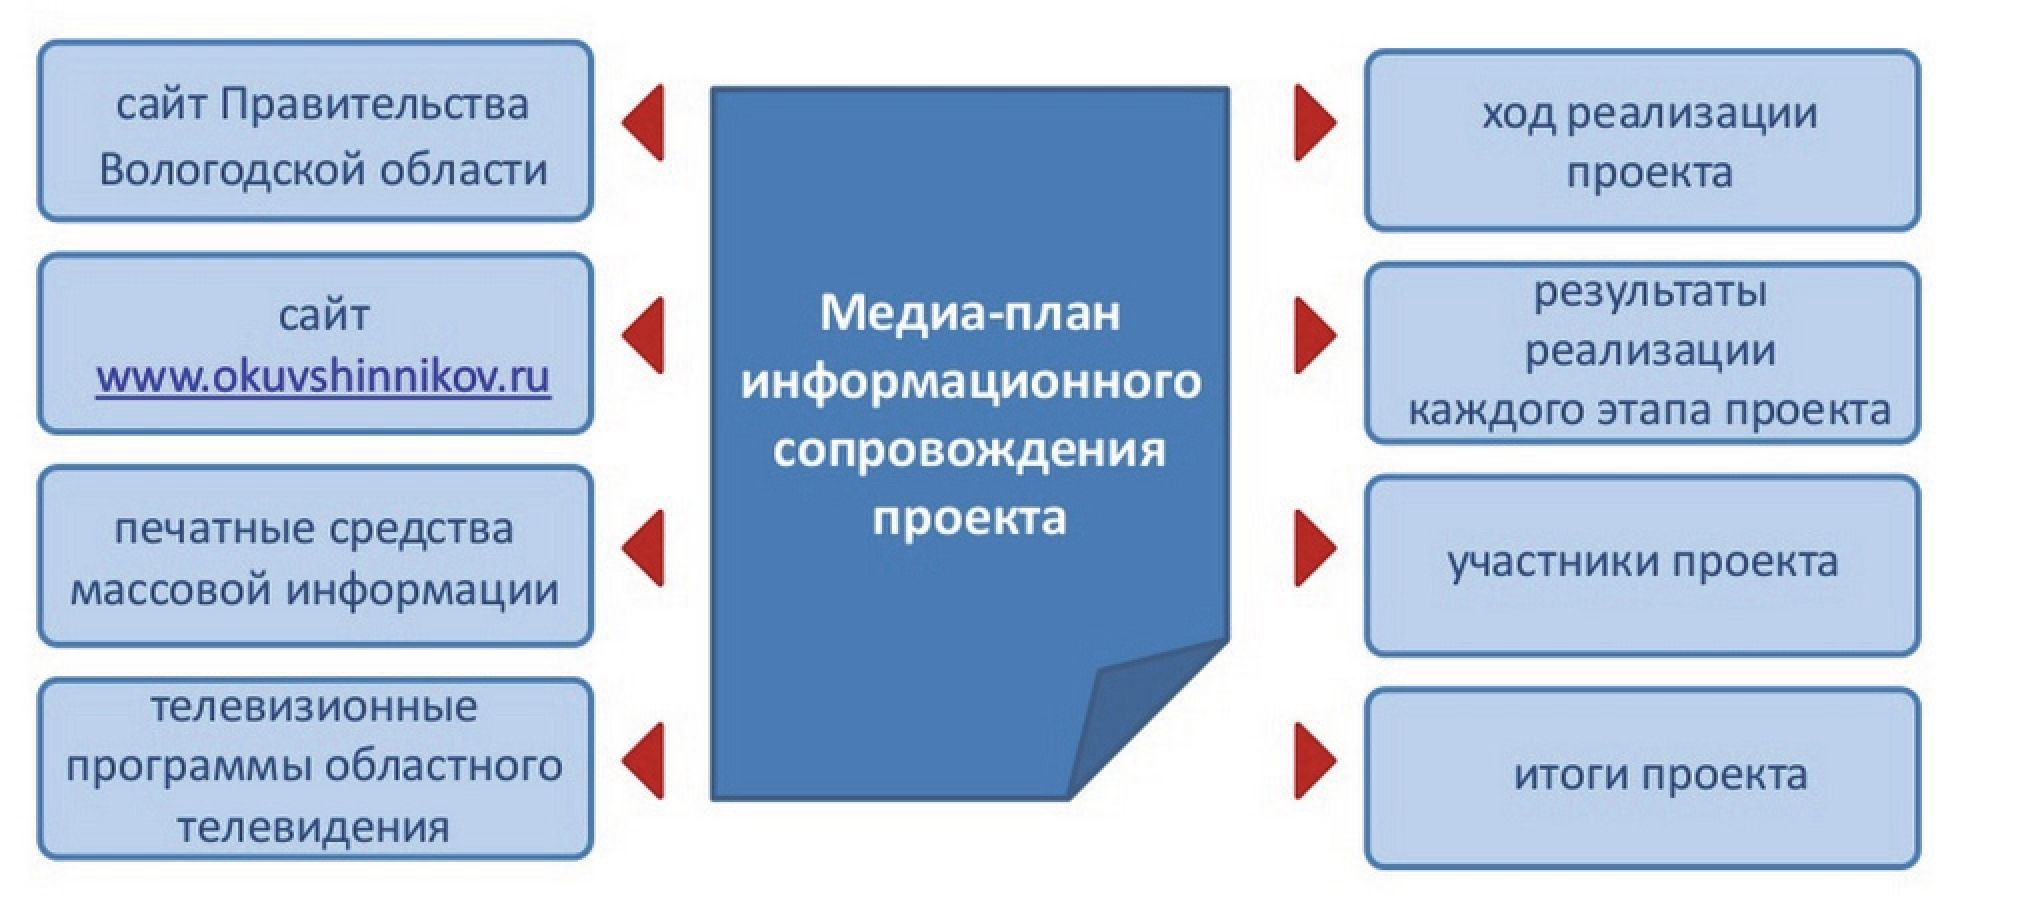 сайт Правительства
Вологодской области
сайт
www.okuvshinnikov.ru
печатные средства
массовой информации
телевизионные
программы областного
телевидения
Медиа-план
информационного
сопровождения
проекта
ход реализации
проекта
результаты
реализации
каждого этапа проекта
участники проекта
итоги проекта